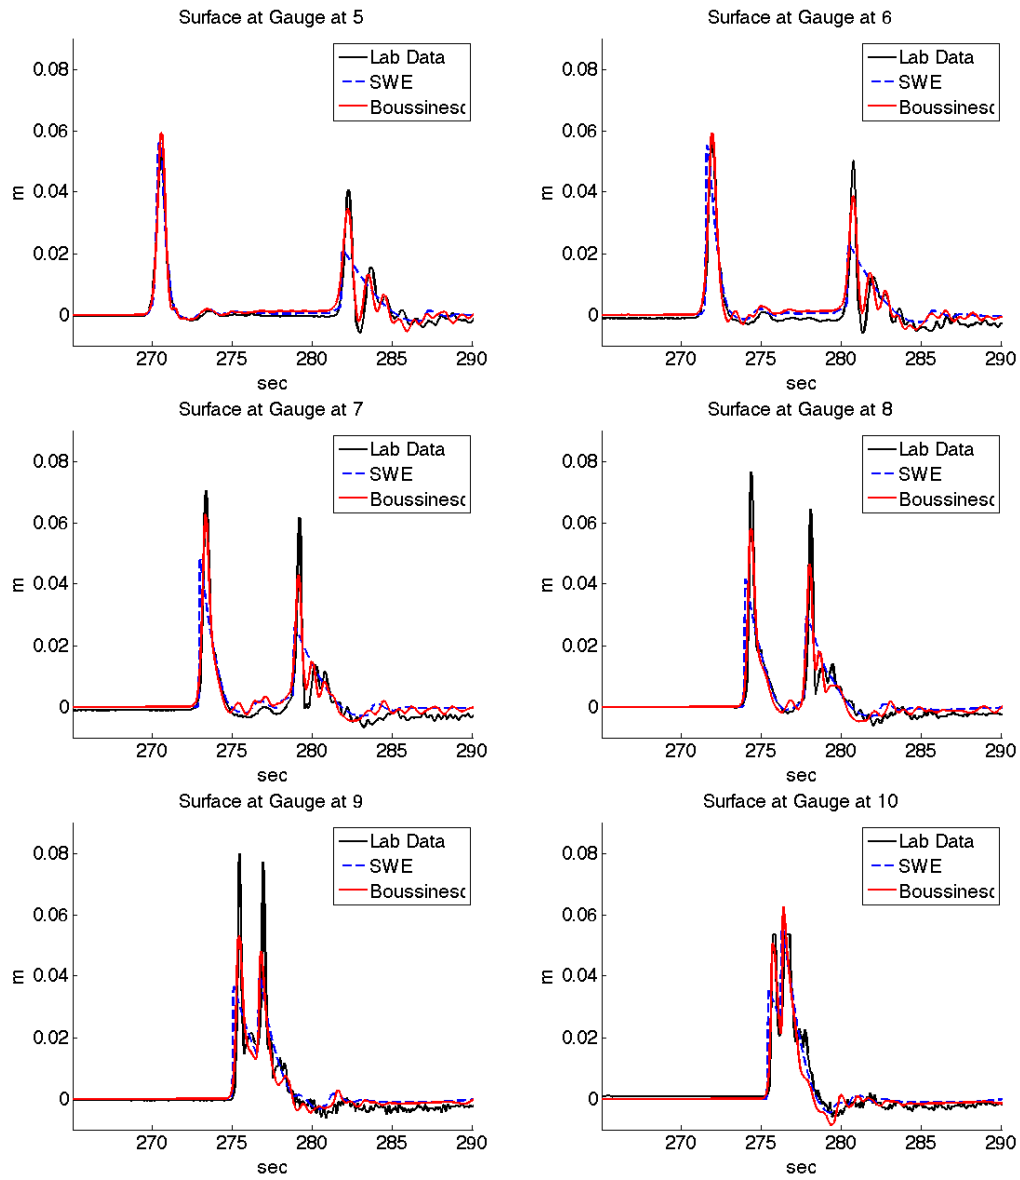 Surface at Gauge at 5
Lab Data
SWE
Boussinesc
0.08
0.06
0.04
0.02
0
m
270 275 280 285 290
sec
Surface at Gauge at 6
Lab Data
SWE
Boussinesc
0.08
0.06
0.04
0.02
0
m
270 275 280 285 290
sec
Surface at Gauge at 7
Lab Data
SWE
Boussinesc
0.08
0.06
0.04
0.02
0
m
270 275 280 285 290
sec
Surface at Gauge at 8
Lab Data
SWE
Boussinesc
0.08
0.06
0.04
0.02
0
m
270 275 280 285 290
sec
Surface at Gauge at 9
Lab Data
SWE
Boussinesc
0.08
0.06
0.04
0.02
0
m
270 275 280 285 290
sec
Surface at Gauge at 10
Lab Data
SWE
Boussinesc
0.08
0.06
0.04
0.02
0
m
270 275 280 285 290
sec